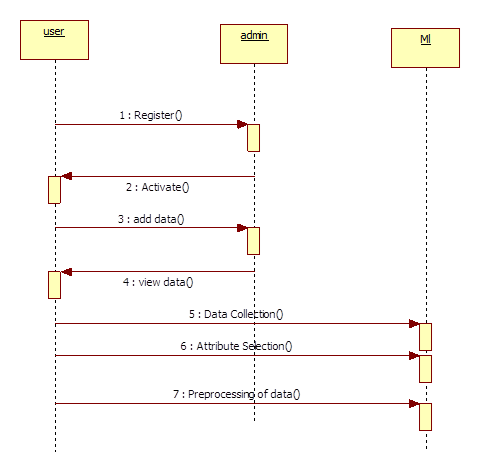 user
admin
Ml
1 : Register()
2 : Activate()
3 : add data()
4 : view data()
5 : Data Collection()
6 : Attribute Selection()
7 : Preprocessing of data()